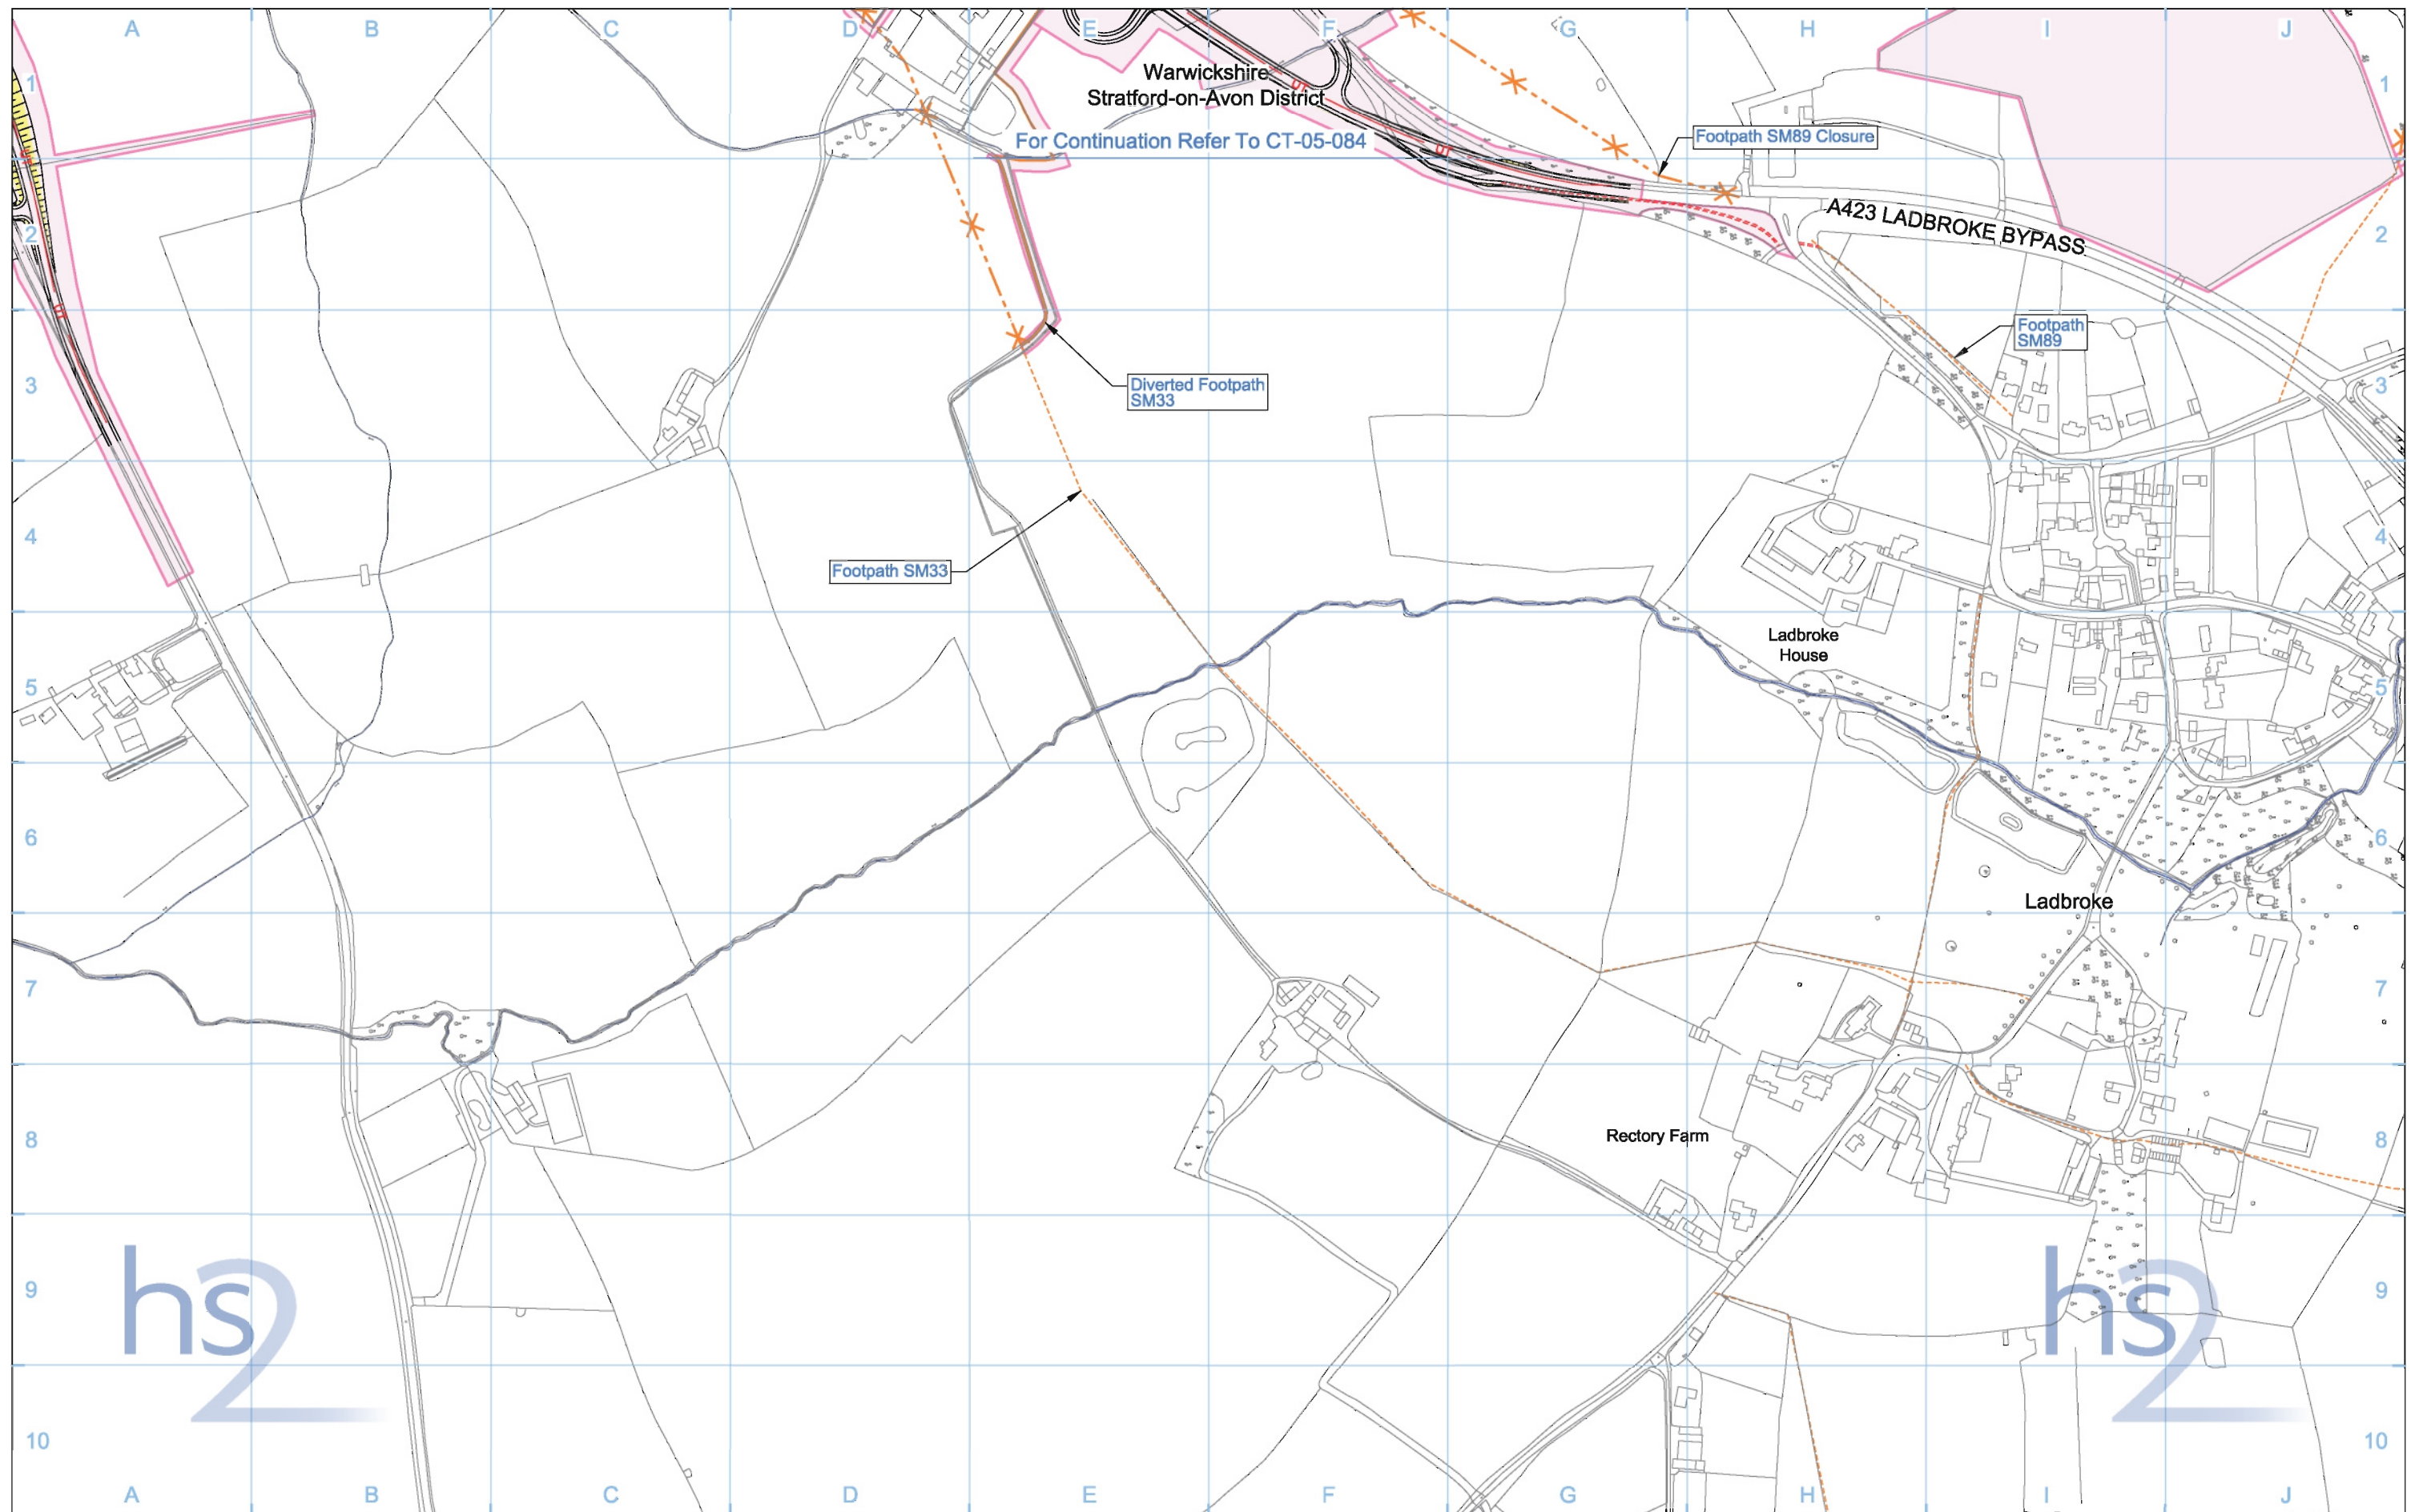 A B C D E F G H I J
1 1
Warwickshire
Stratford-on-Avon District
For Continuation Refer To CT-05-084
Footpath SM89 Closure
2 2
A423 LADBROKE BYPASS
Footpath
SM89
3 3
Diverted Footpath
SM33
4 4
Footpath SM33
Ladbroke
House
5 5
6 6
Ladbroke
7 7
8 8
Rectory Farm
9 9
hs2 hs2
10 10
A B C D E F G H I J